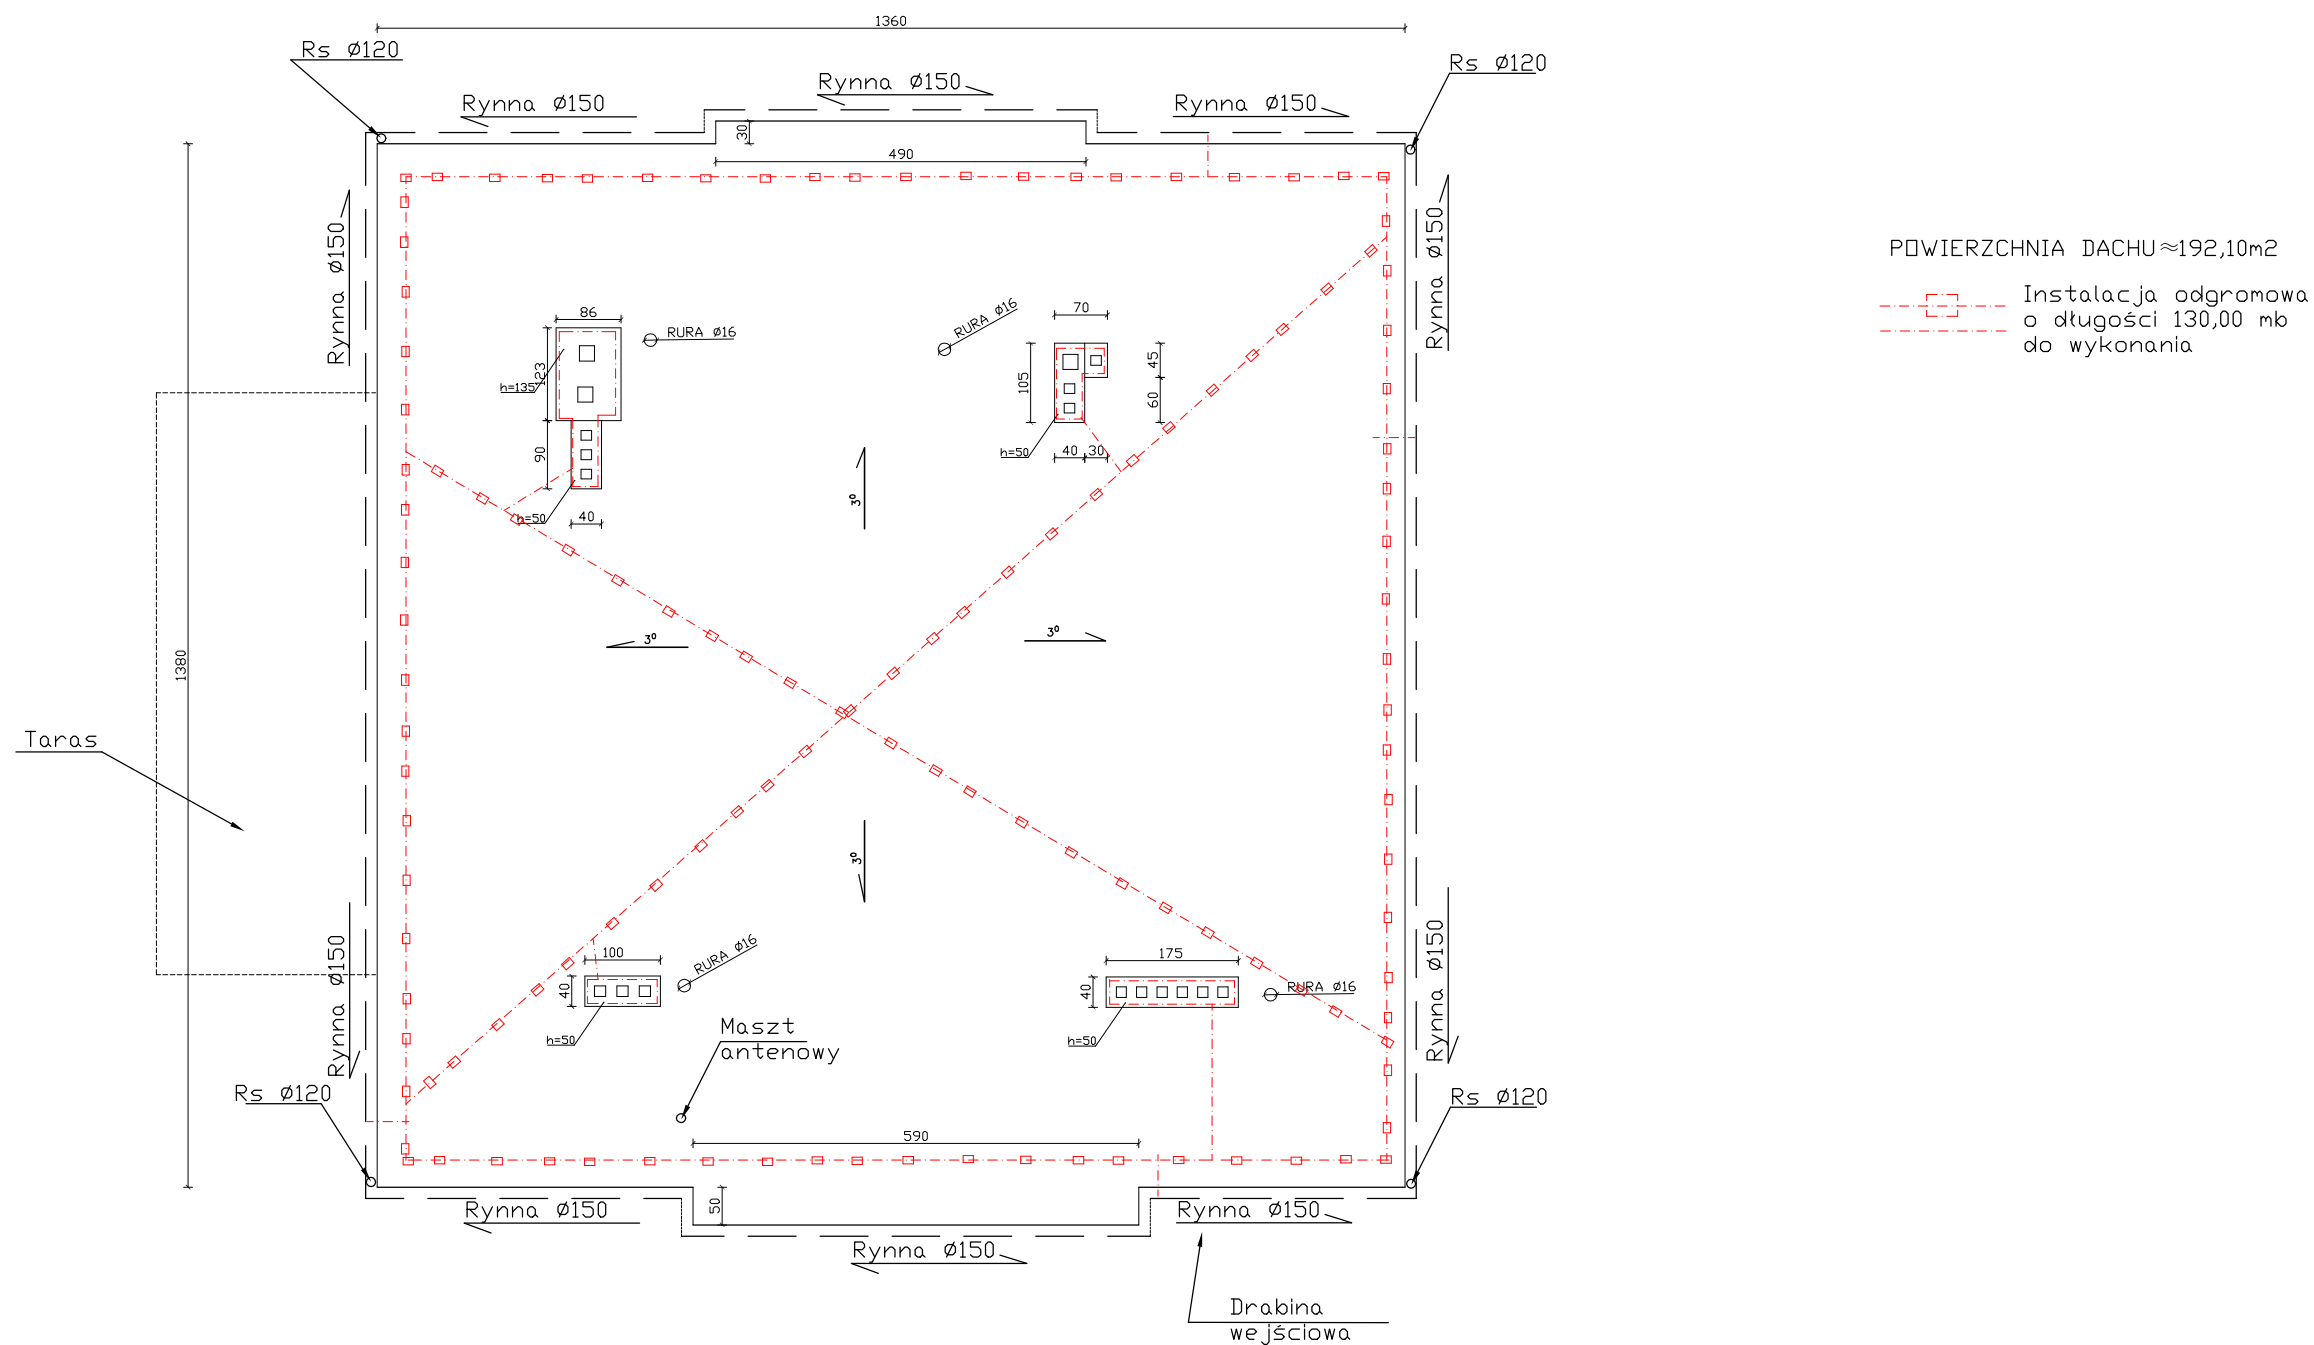 1360
Rs Ø120
Rs Ø120
Rynna Ø150
Rynna Ø150
Rynna Ø150
30
490
Rynna Ø150
Rynna Ø150
POWIERZCHNIA DACHU≈192,10m2
Instalacja odgromowa
o długości 130,00 mb
do wykonania
86
RURA Ø16
RURA Ø16
70
h=135
123
105
45
60
90
h=50
40
h=50
40
30
3°
3°
3°
3°
1380
Taras
Rynna Ø150
Rynna Ø150
100
40
RURA Ø16
h=50
175
40
RURA Ø16
h=50
Maszt
antenowy
Rs Ø120
Rs Ø120
590
50
Rynna Ø150
Rynna Ø150
Rynna Ø150
Drabina
wejściowa